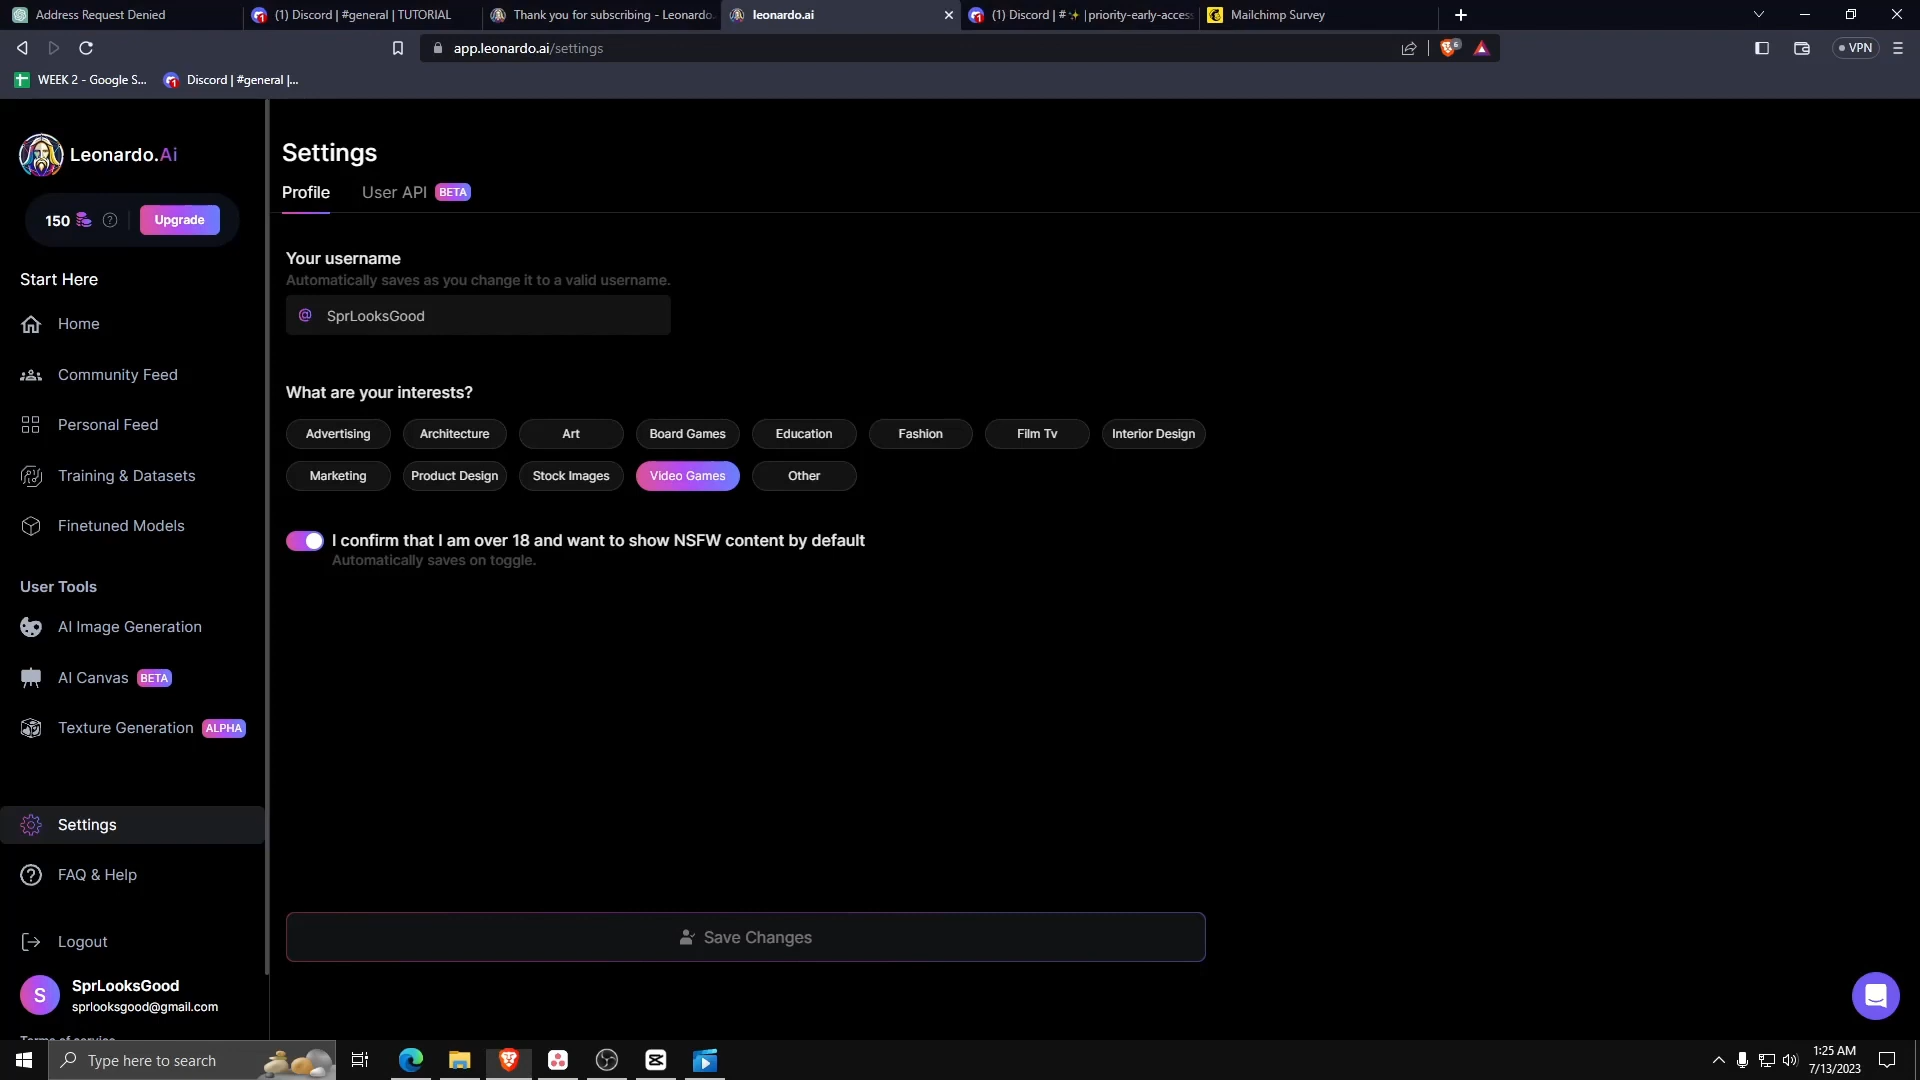 Address Request Denied
(1) Discord | #general | TUTORIAL
Thank you for subscribing - Leonardo.
leonardo.ai
(1) Discord | #✨ |priority-early-access
Mailchimp Survey
app.leonardo.ai/settings
6
VPN
WEEK 2 - Google S...
Discord | #general |...
Leonardo.Ai
150
Upgrade
Start Here
Home
Community Feed
Personal Feed
Training & Datasets
Finetuned Models
User Tools
AI Image Generation
AI Canvas BETA
Texture Generation ALPHA
Settings
FAQ & Help
Logout
S
SprLooksGood
sprlooksgood@gmail.com
Terms of service
Settings
Profile
User API BETA
Your username
Automatically saves as you change it to a valid username.
@ SprLooksGood
What are your interests?
Advertising Architecture Art Board Games Education Fashion Film Tv Interior Design
Marketing Product Design Stock Images Video Games Other
I confirm that I am over 18 and want to show NSFW content by default
Automatically saves on toggle.
Save Changes
Type here to search
1:25 AM
7/13/2023